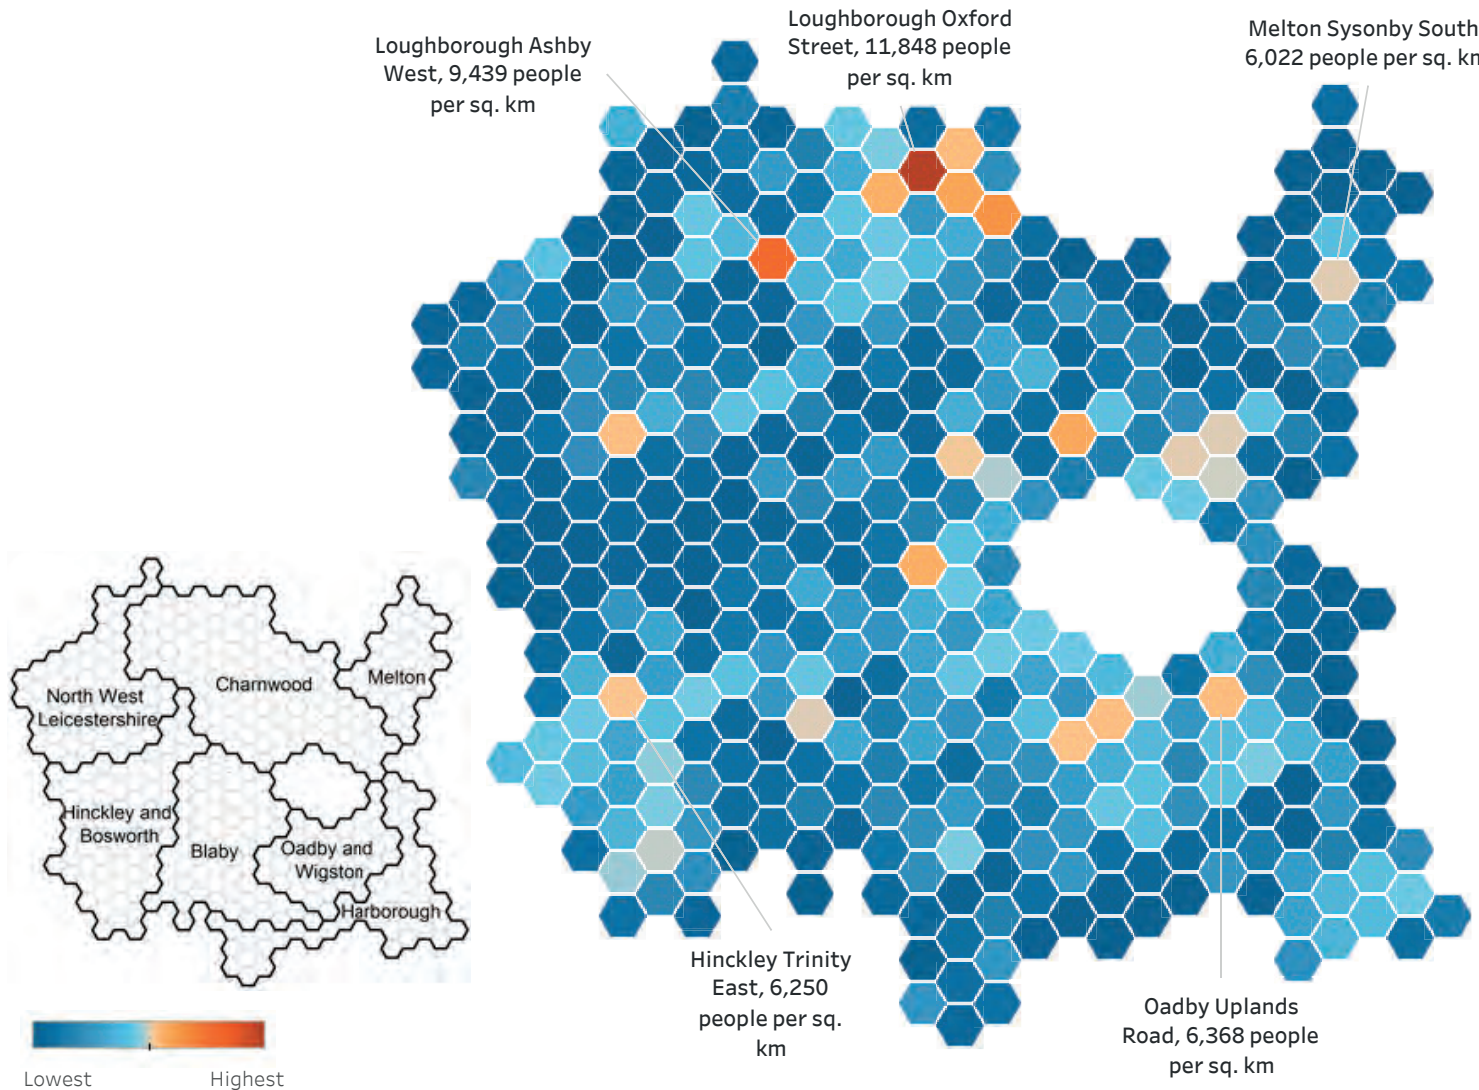 Loughborough Ashby
West, 9,439 people
per sq. km
Loughborough Oxford
Street, 11,848 people
per sq. km
Melton Sysonby South
6,022 people per sq. km
North West
Leicestershire
Charnwood
Melton
Hinckley and
Bosworth
Blaby
Oadby and
Wigston
Harborough
Hinckley Trinity
East, 6,250
people per sq.
km
Oadby Uplands
Road, 6,368 people
per sq. km
Lowest
Highest